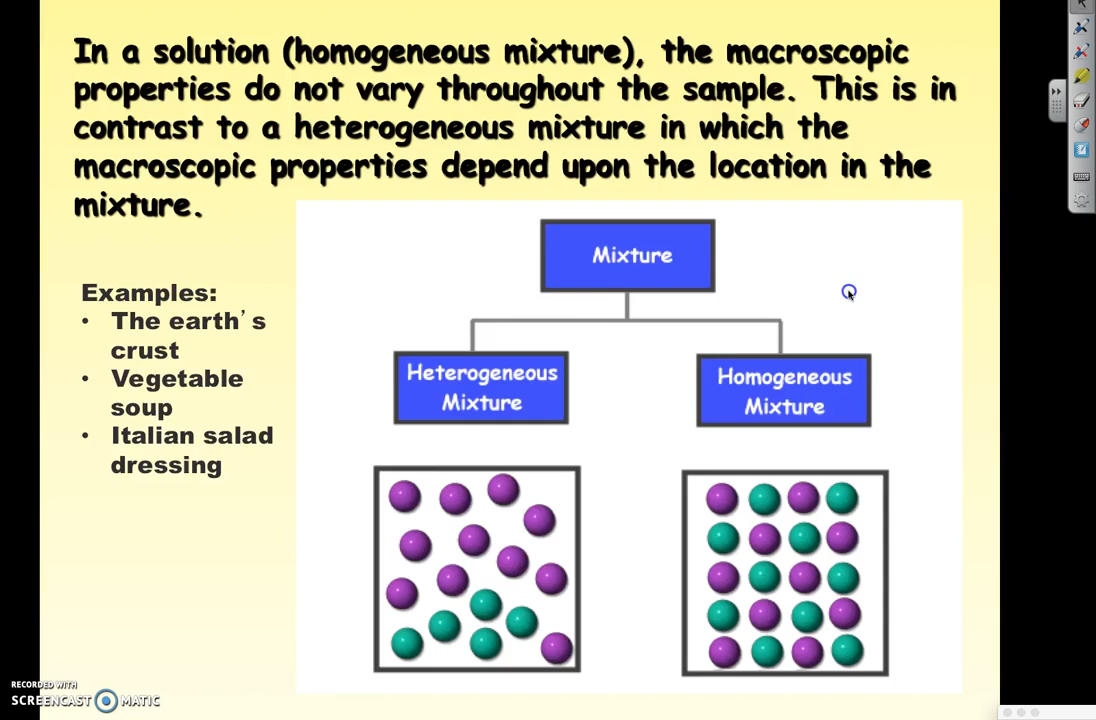 In a solution (homogeneous mixture), the macroscopic
properties do not vary throughout the sample. This is in
contrast to a heterogeneous mixture in which the
macroscopic properties depend upon the location in the
mixture.
Examples:
• The earth’s
crust
• Vegetable
soup
• Italian salad
dressing
Mixture
Heterogeneous
Mixture
Homogeneous
Mixture
RECORDED WITH
SCREENCAST MATIC